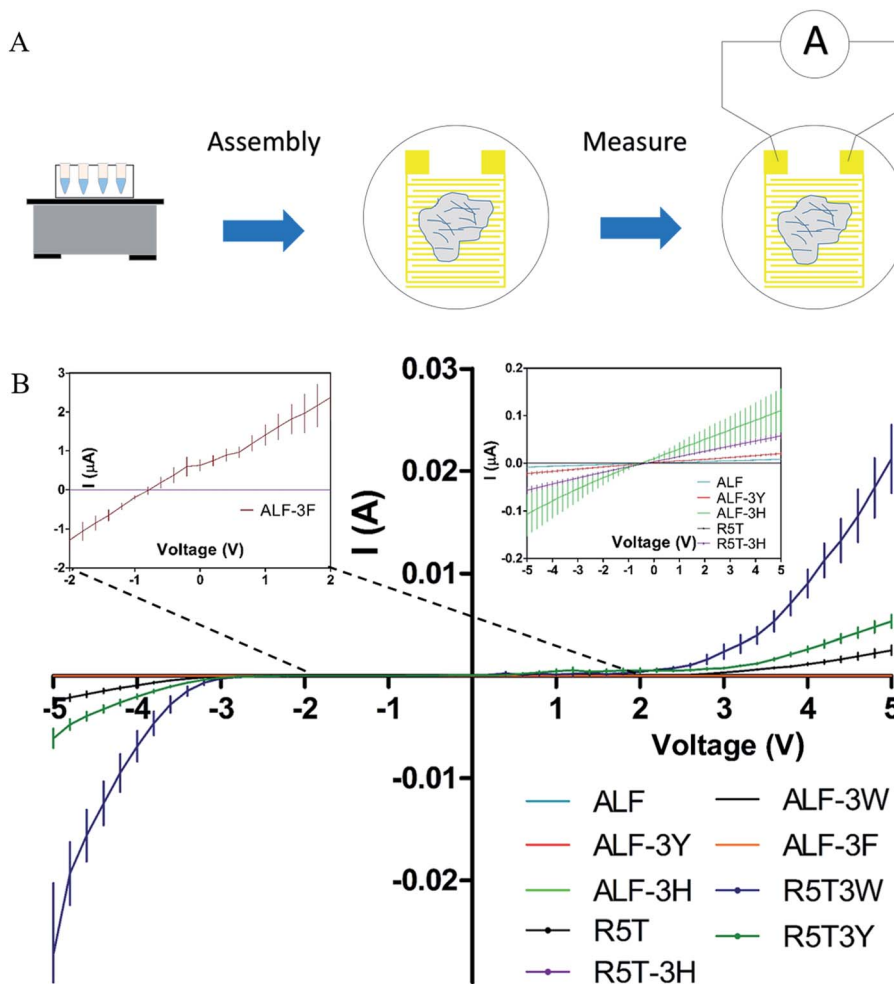 A
Assembly
Measure
A
B
I (µA)
3
2
1
0
-1
-2
-2
-1
0
1
2
Voltage (V)
ALF-3F
I (µA)
0.2
0.1
0.0
-0.1
-0.2
-5
-4
-3
-2
-1
0
1
2
3
4
5
Voltage (V)
ALF
ALF-3Y
ALF-3H
R5T
R5T-3H
I (A)
0.03
0.02
0.01
-0.01
-0.02
-5
-4
-3
-2
-1
1
2
3
4
5
Voltage (V)
ALF
ALF-3Y
ALF-3H
R5T
R5T-3H
ALF-3W
ALF-3F
R5T3W
R5T3Y